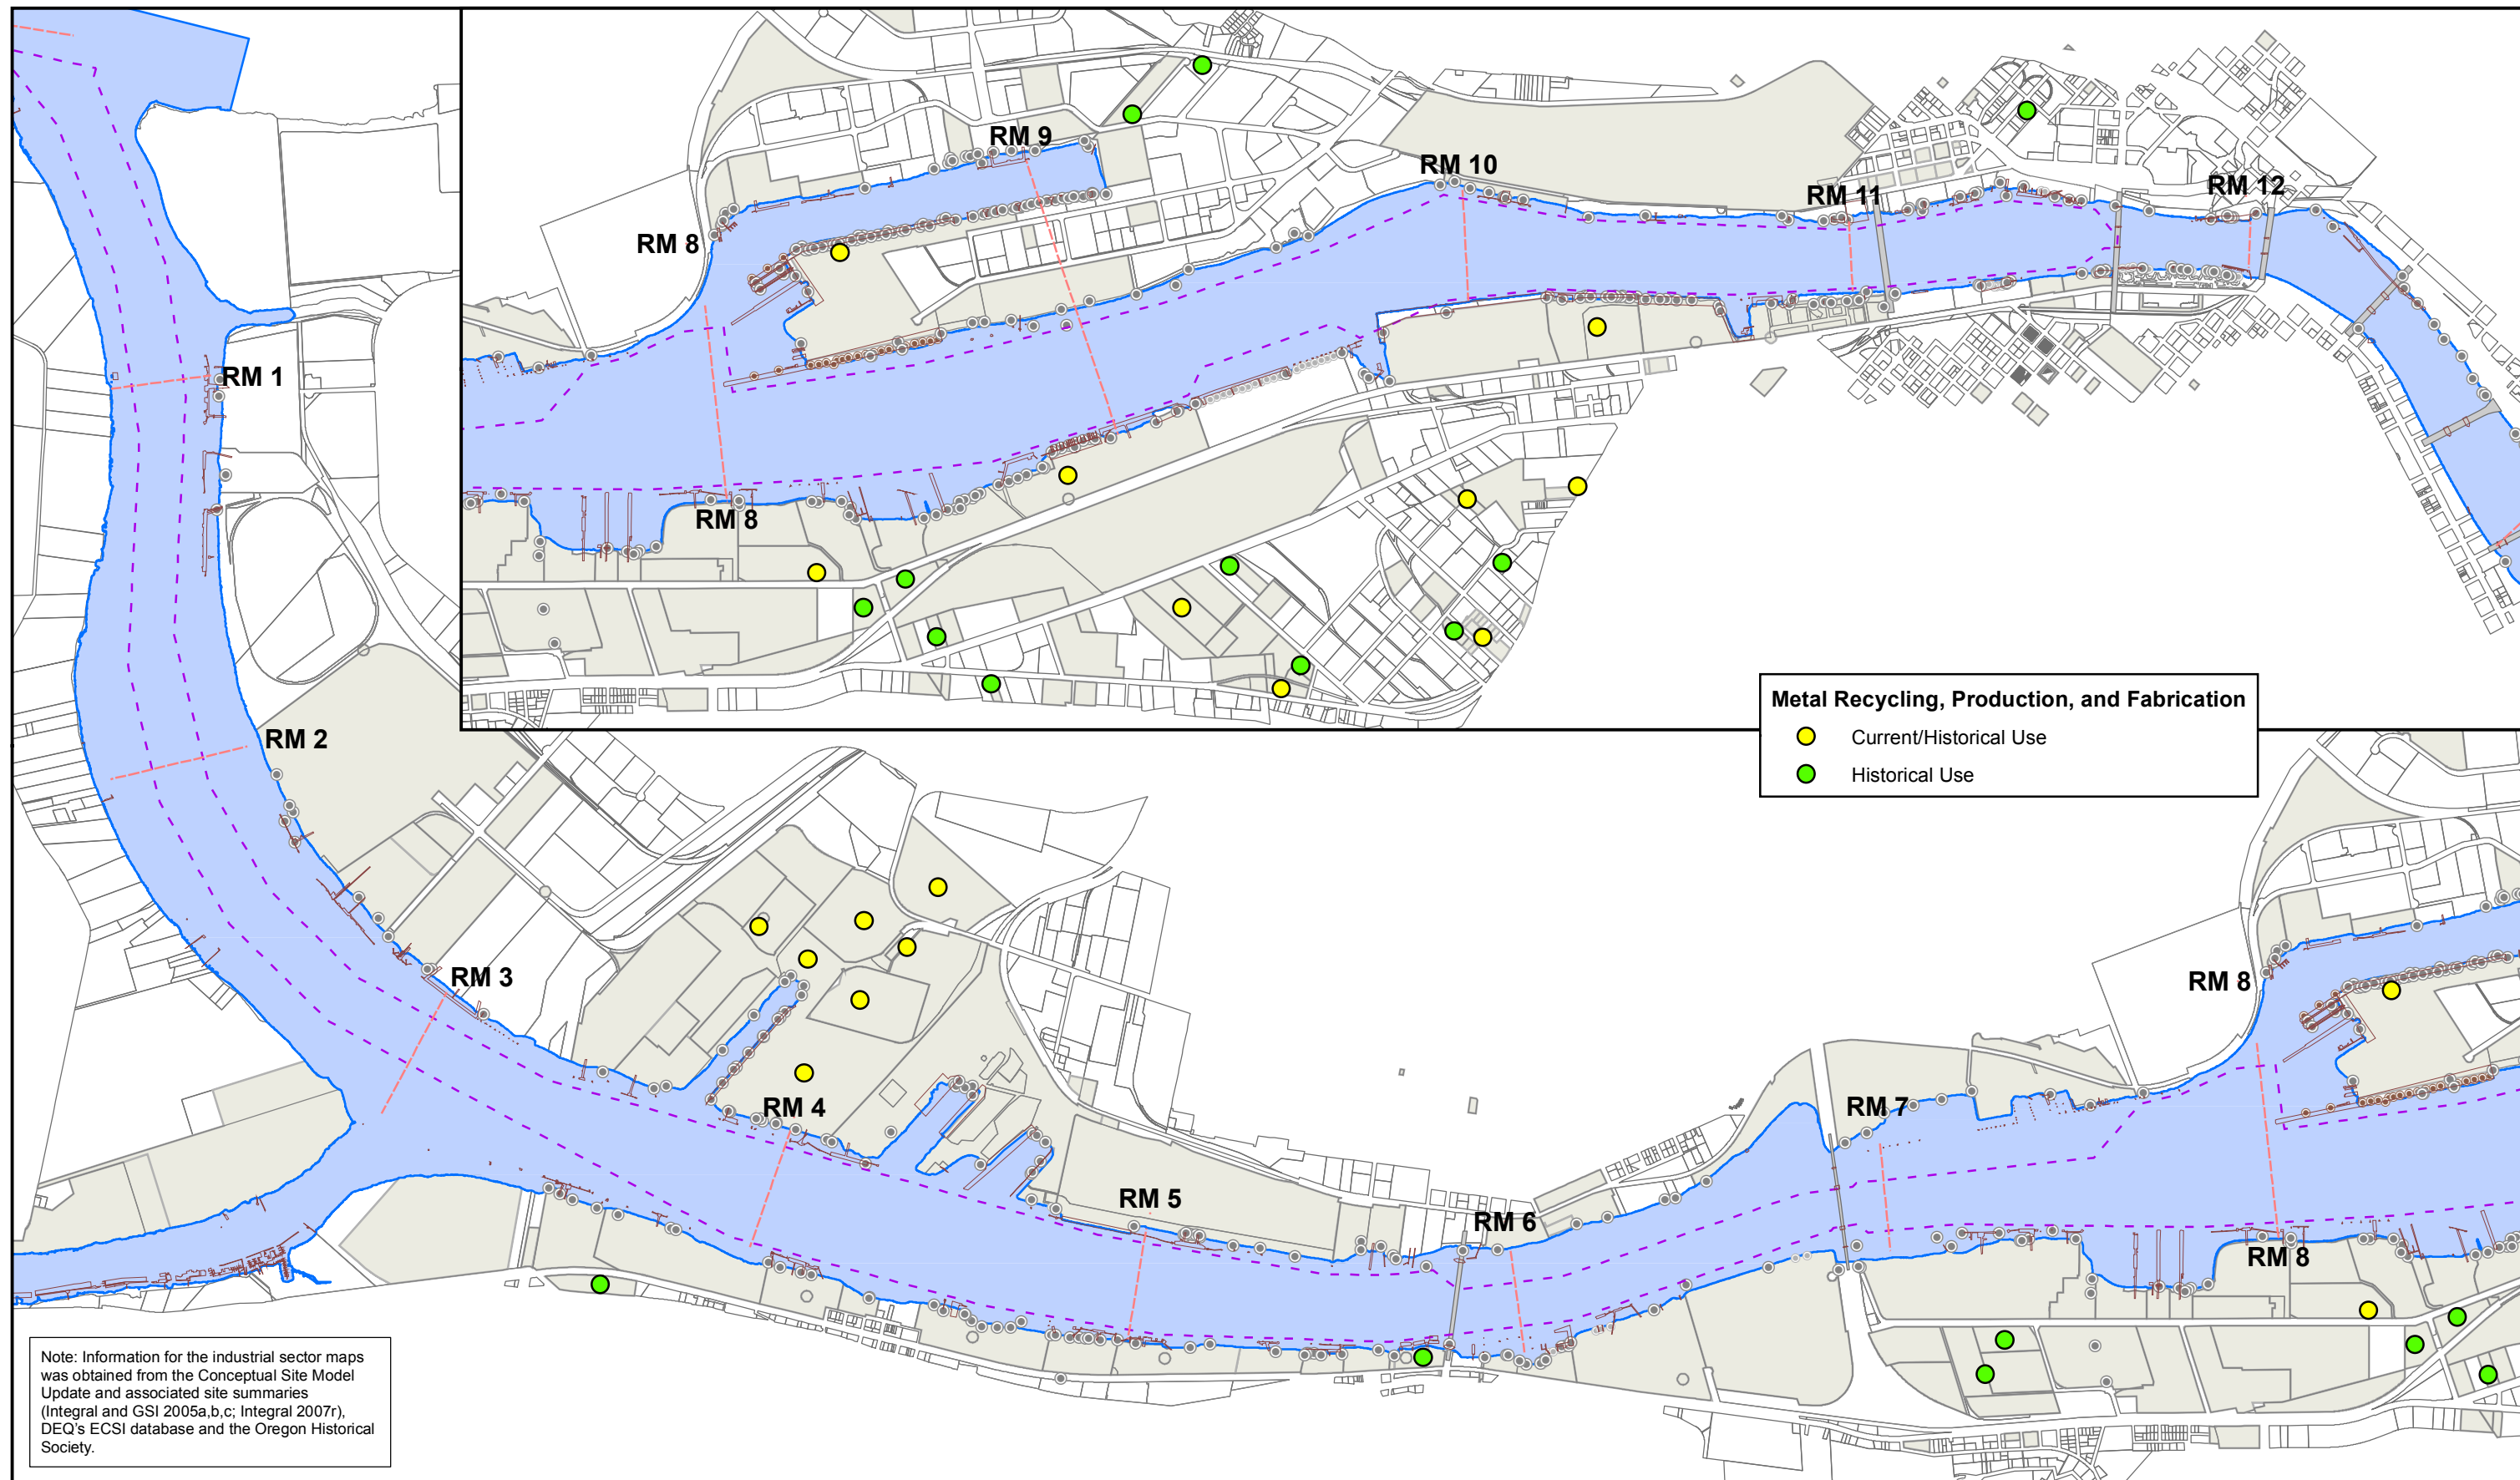 RM 9
RM 10
RM 11
RM 12
RM 8
RM 1
RM 8
Metal Recycling, Production, and Fabrication
Current/Historical Use
Historical Use
RM 2
RM 3
RM 8
RM 4
RM 7
RM 5
RM 6
RM 8
Note: Information for the industrial sector maps
was obtained from the Conceptual Site Model
Update and associated site summaries
(Integral and GSI 2005a,b,c; Integral 2007r),
DEQ's ECSI database and the Oregon Historical
Society.